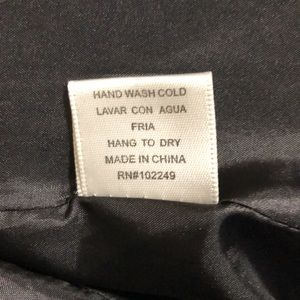 HAND WASH COLD
LAVAR CON AGUA
FRIA
HANG TO DRY
MADE IN CHINA
RN#102249